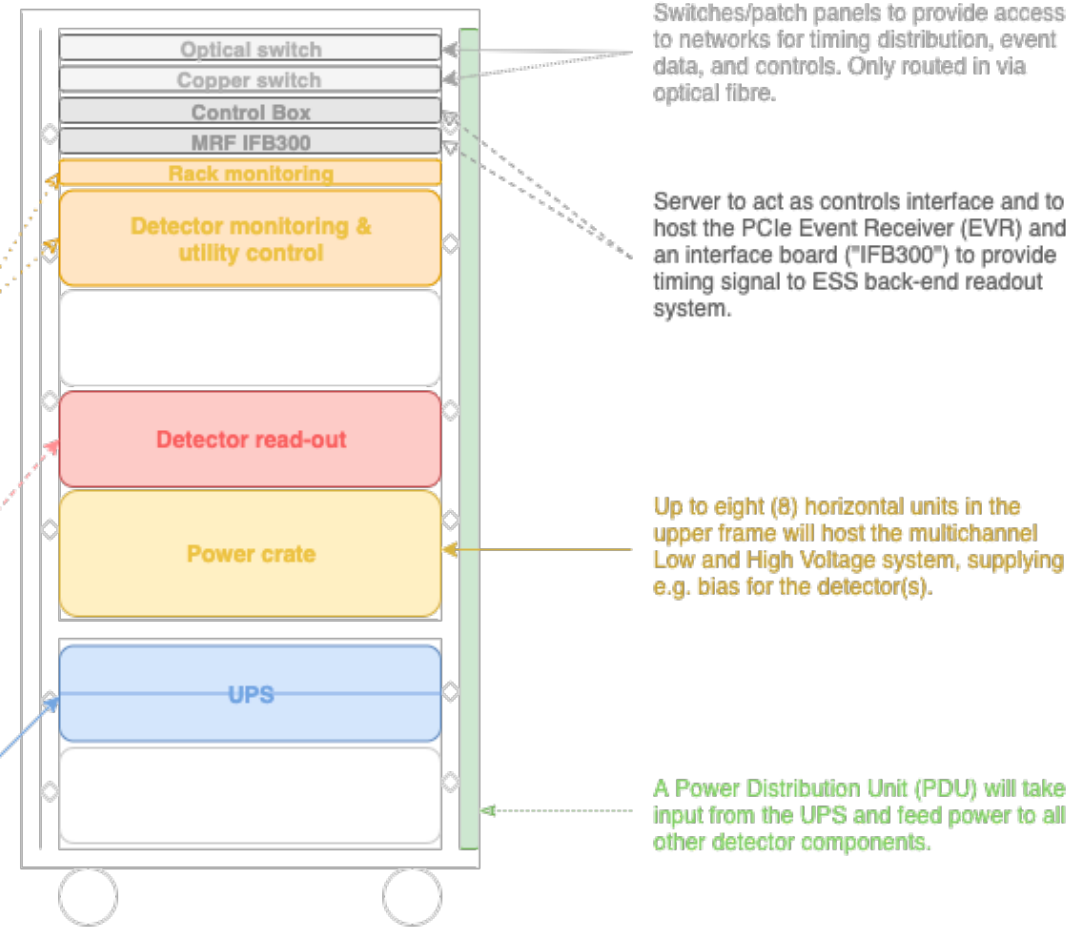 Optical switch
Copper switch
Control Box
MRF IFB300
Rack monitoring
Detector monitoring &
utility control
Detector read-out
Power crate
UPS
Switches/patch panels to provide access
to networks for timing distribution, event
data, and controls. Only routed in via
optical fibre.
Server to act as controls interface and to
host the PCIe Event Receiver (EVR) and
an interface board ("IFB300") to provide
timing signal to ESS back-end readout
system.
Up to eight (8) horizontal units in the
upper frame will host the multichannel
Low and High Voltage system, supplying
e.g. bias for the detector(s).
A Power Distribution Unit (PDU) will take
input from the UPS and feed power to all
other detector components.